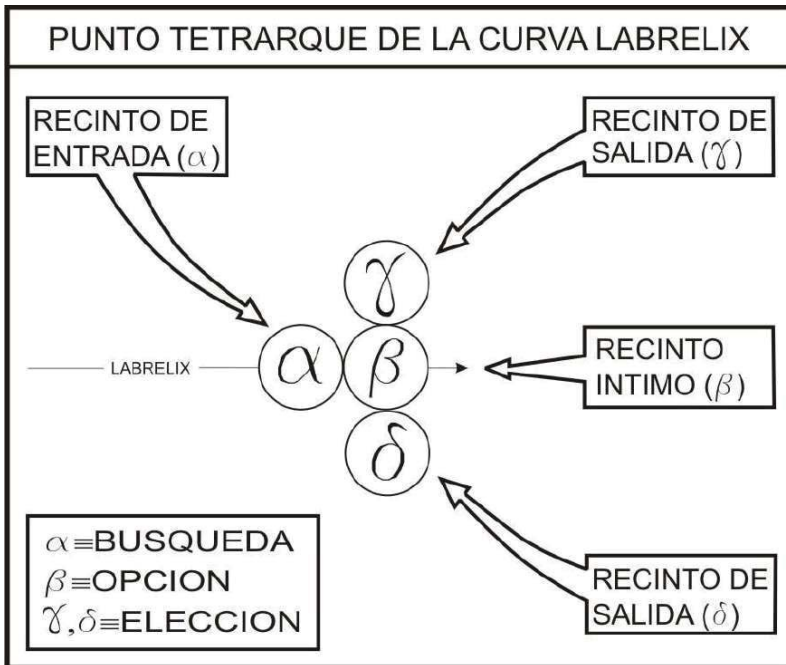 PUNTO TETRARQUE DE LA CURVA LABRELIX
RECINTO DE
ENTRADA (α)
RECINTO DE
SALIDA (γ)
γ
LABRELIX
α
β
RECINTO
INTIMO (β)
δ
α≡BUSQUEDA
β≡OPCION
γ,δ≡ELECCION
RECINTO DE
SALIDA (δ)